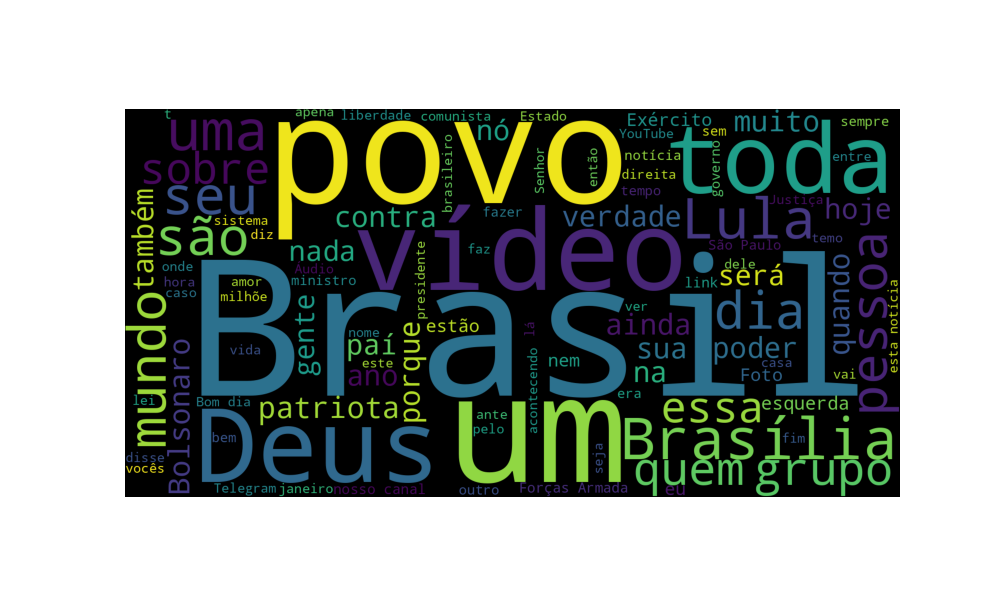 t
apena
liberdade
comunista
Estado
Exército
muito
sempre
uma
povo
nó
YouTube
sem
toda
sobre
brasileiro
Senhor
então
notícia
governo
entre
direita
seu
também
tempo
Justiça
hoje
sistema
contra
fazer
verdade
Lula
são
diz
nada
vídeo
faz
São Paulo
temo
onde
Áudio
dele
hora
amor
ministro
presidente
link
será
pessoa
quando
caso
milhõe
Brasil
ver
dia
esta notícia
mundo
gente
nome
estão
lá
ainda
vida
paí
porque
nem
sua
poder
este
na
casa
ano
acontecendo
Foto
vai
Bolsonaro
era
lei
Bom dia
patriota
um
essa
esquerda
ante
Deus
bem
pelo
Brasília
fim
disse
seja
vocês
quem
grupo
Telegram
janeiro
nosso canal
outro
Forças Armada
eu